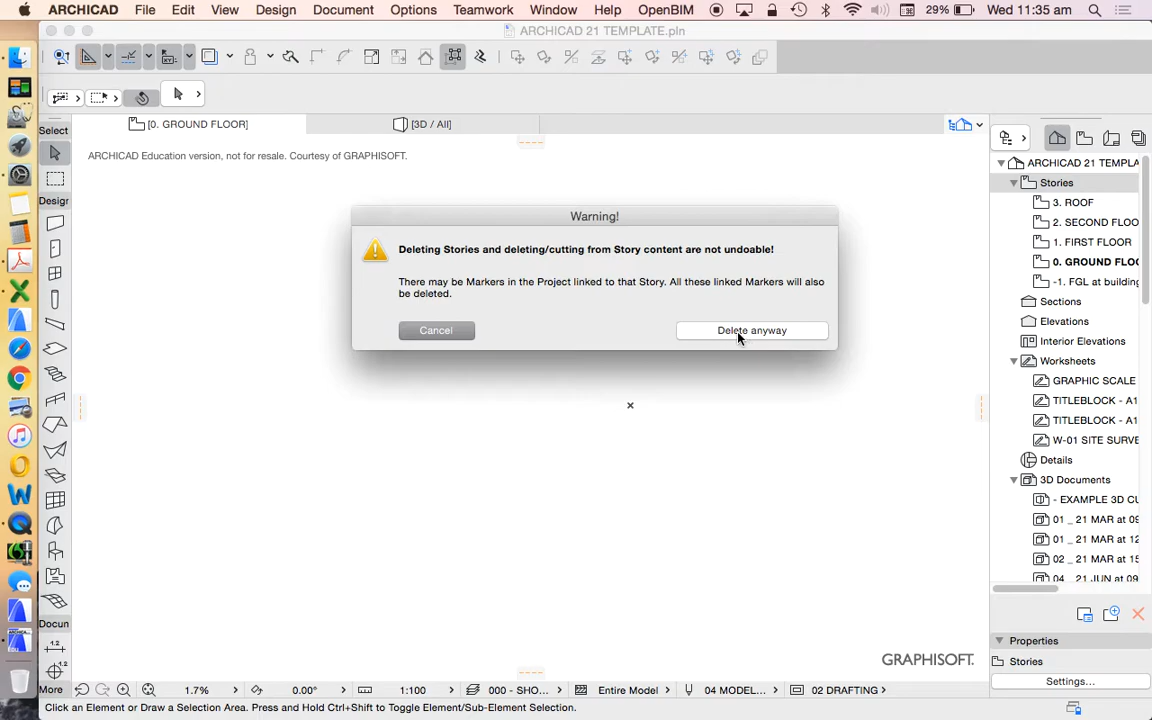 ARCHICAD File Edit View Design Document Options Teamwork Window Help OpenBIM 29% Wed 11:35 am
ARCHICAD 21 TEMPLATE.pln
[0. GROUND FLOOR] [3D / All]
Select
Design
Docun
More
ARCHICAD Education version, not for resale. Courtesy of GRAPHISOFT.
Warning!
Deleting Stories and deleting/cutting from Story content are not undoable!
There may be Markers in the Project linked to that Story. All these linked Markers will also
be deleted.
Cancel Delete anyway
ARCHICAD 21 TEMPLA
Stories
3. ROOF
2. SECOND FLOO
1. FIRST FLOOR
0. GROUND FLO
-1. FGL at building
Sections
Elevations
Interior Elevations
Worksheets
GRAPHIC SCALE
TITLEBLOCK - A1
TITLEBLOCK - A1
W-01 SITE SURVE
Details
3D Documents
- EXAMPLE 3D CU
01 _ 21 MAR at 09
01 _ 21 MAR at 12
02 _ 21 MAR at 15
04 _ 21 JUN at 09
Properties
Stories
Settings...
GRAPHISOFT.
1.7% 0.00° 1:100 000 - SHO... Entire Model 04 MODEL... 02 DRAFTING
Click an Element or Draw a Selection Area. Press and Hold Ctrl+Shift to Toggle Element/Sub-Element Selection.